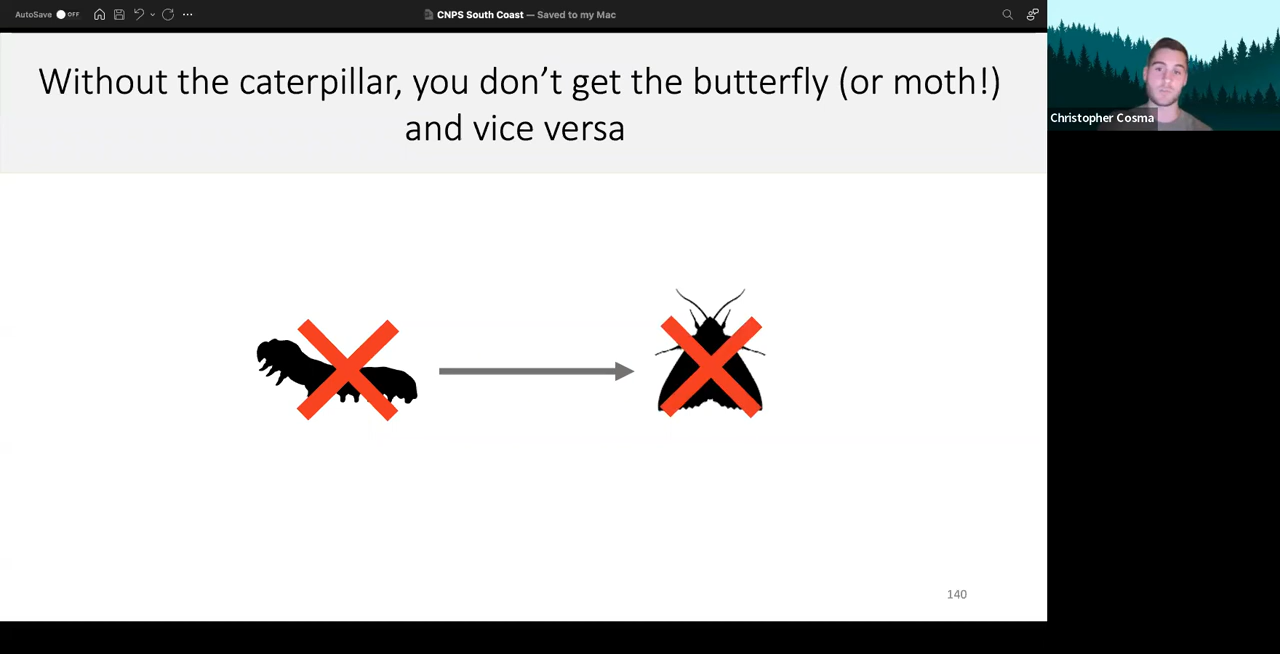 AutoSave OFF
CNPS South Coast — Saved to my Mac
Without the caterpillar, you don’t get the butterfly (or moth!)
and vice versa
Christopher Cosma
140